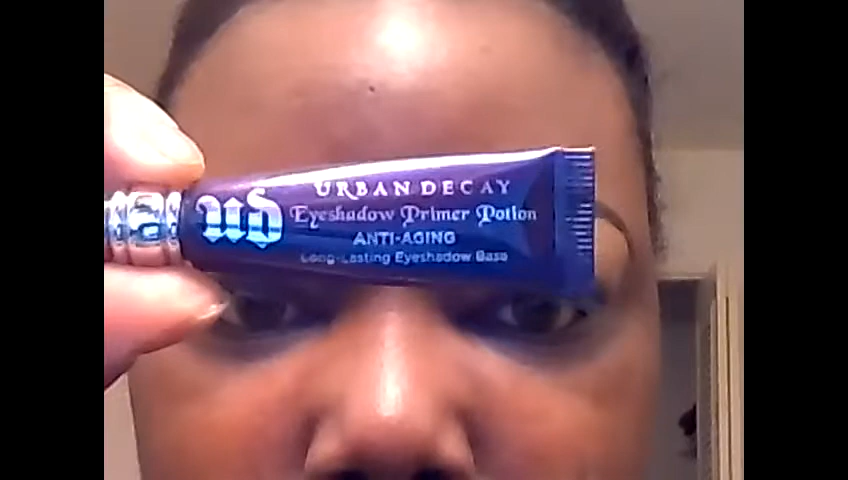 URBAN DECAY
UD Eyeshadow Primer Potion
ANTI-AGING
Long-Lasting Eyeshadow Base